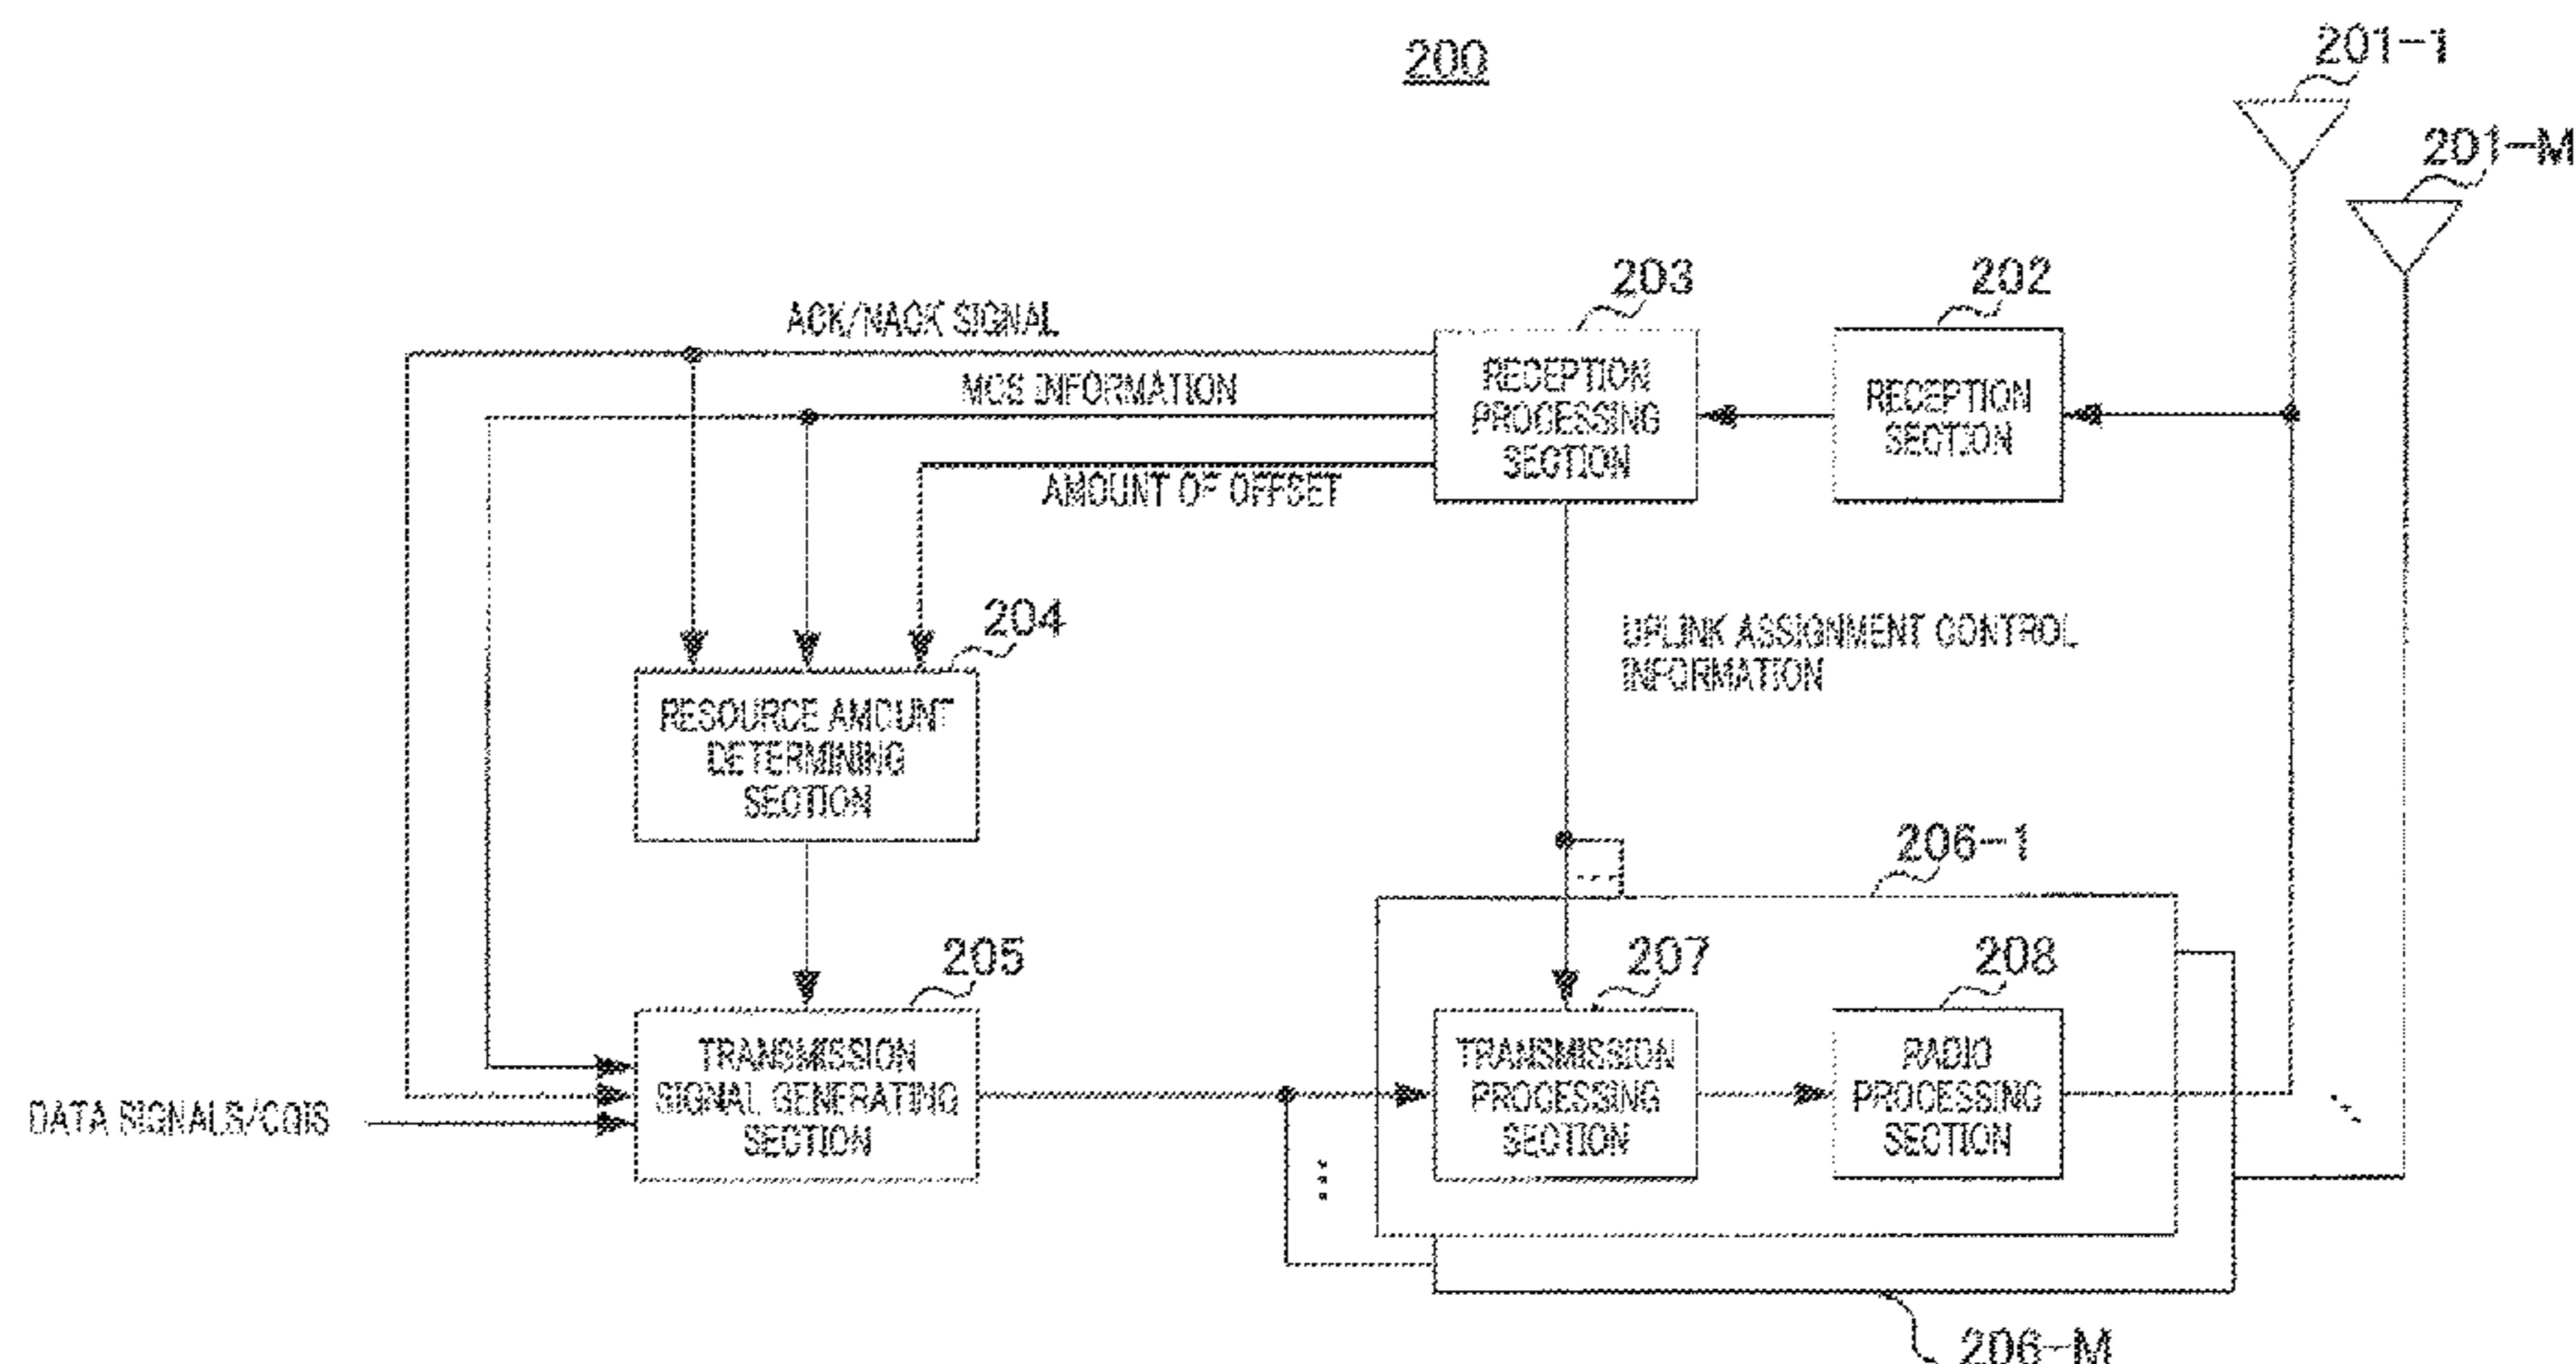 200
201-1
201-M
203
202
ACK/NACK SIGNAL
MCS INFORMATION
AMOUNT OF OFFSET
RECEPTION
PROCESSING
SECTION
RECEPTION
SECTION
204
UPLINK ASSIGNMENT CONTROL
INFORMATION
RESOURCE AMOUNT
DETERMINING
SECTION
206-1
205
207
208
TRANSMISSION
SIGNAL GENERATING
SECTION
TRANSMISSION
PROCESSING
SECTION
RADIO
PROCESSING
SECTION
DATA SIGNALS/CQIS
206-M